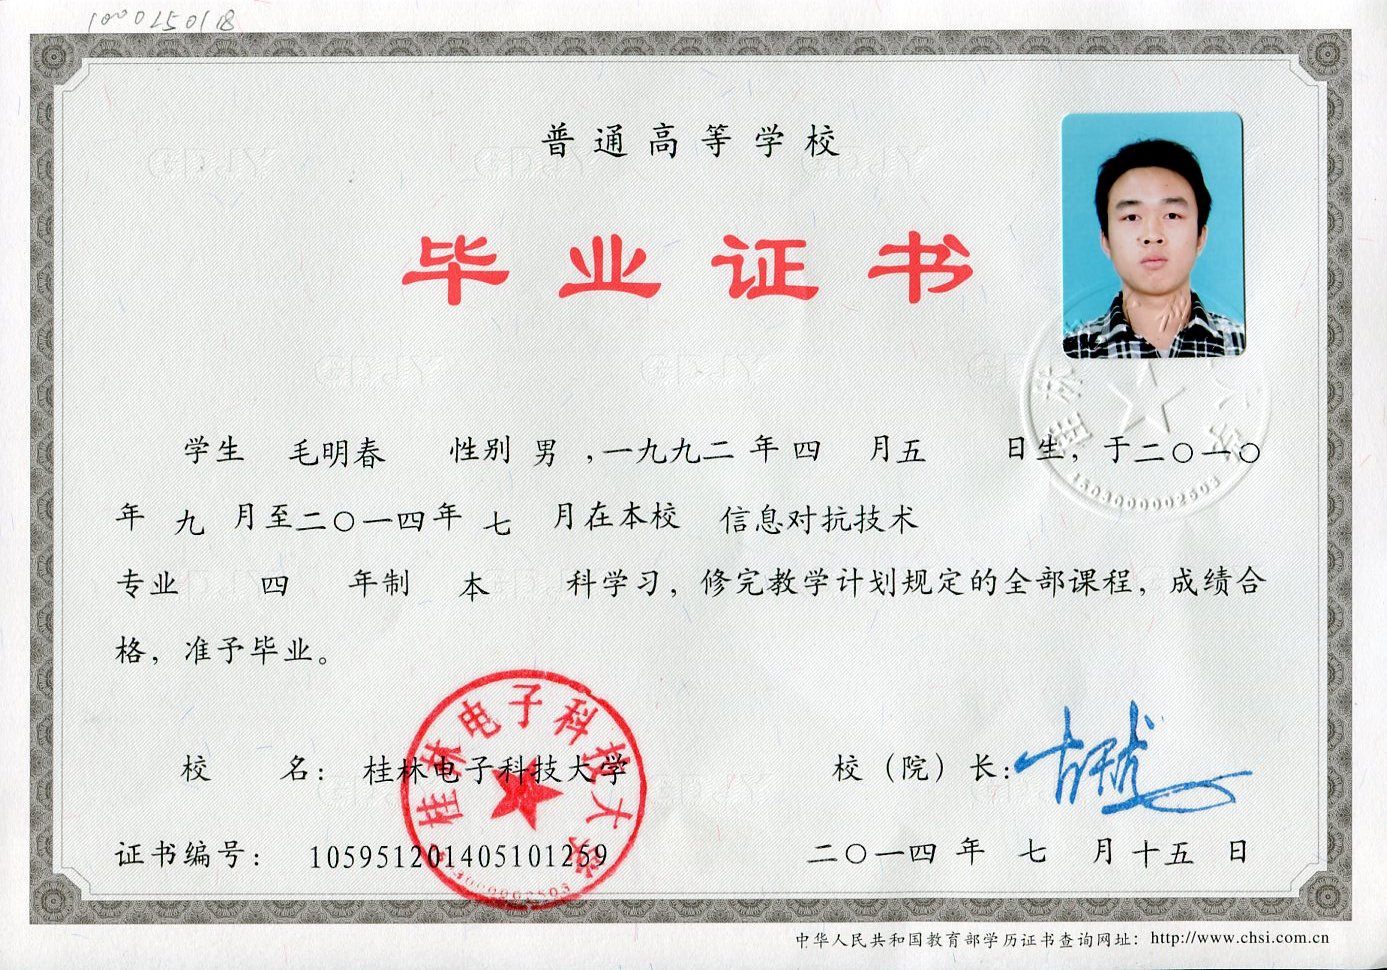 1000250118
普通高等学校
毕业证书
学生 毛明春 性别 男 ,一九九二 年 四 月 五 日生, 于二〇一〇
年 九 月至二〇一四年 七 月在本校 信息对抗技术
专业 四 年制 本 科学习, 修完教学计划规定的全部课程, 成绩合
格, 准予毕业。
校 名: 桂林电子科技大学 校（院）长:
桂林电子科技大学
证书编号: 105951201405101259 二〇一四 年 七 月 十五 日
中华人民共和国教育部学历证书查询网址: http://www.chsi.com.cn